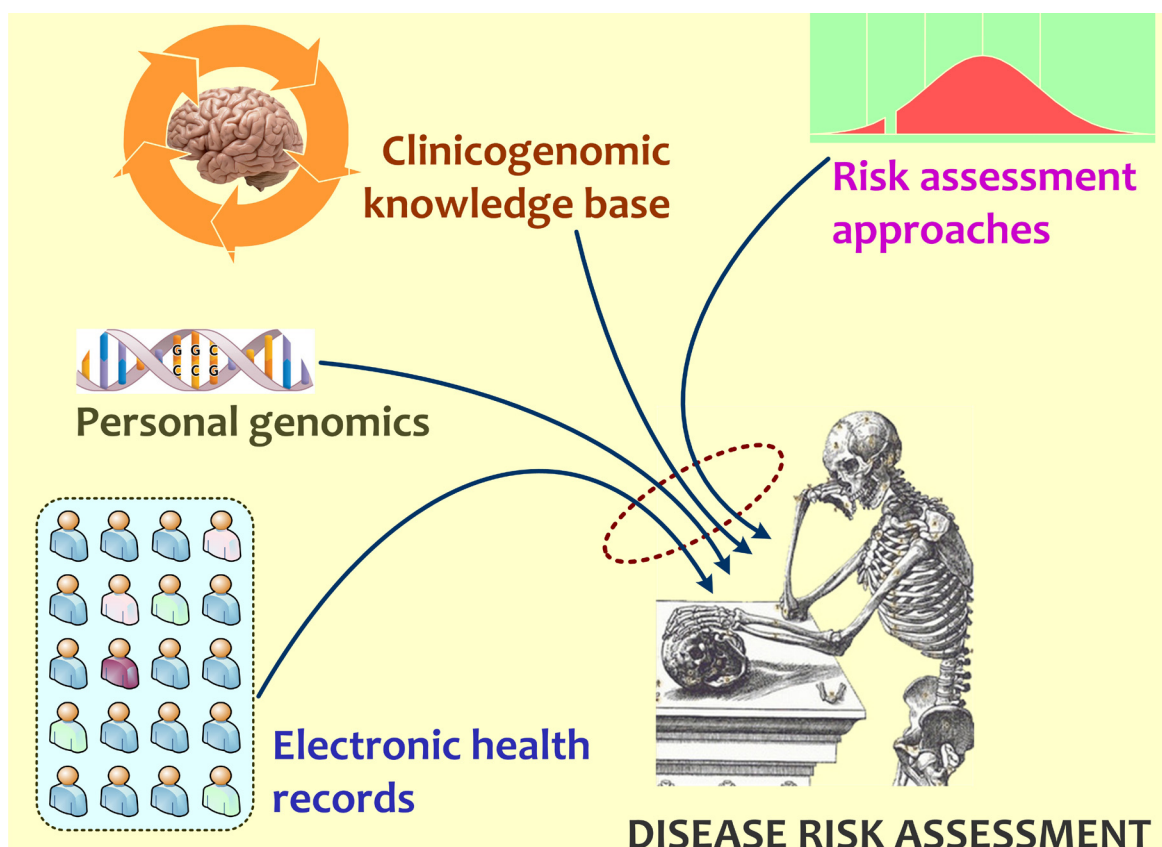 Clinicogenomic
knowledge base
Risk assessment
approaches
G G C
C C G
Personal genomics
Electronic health
records
DISEASE RISK ASSESSMENT